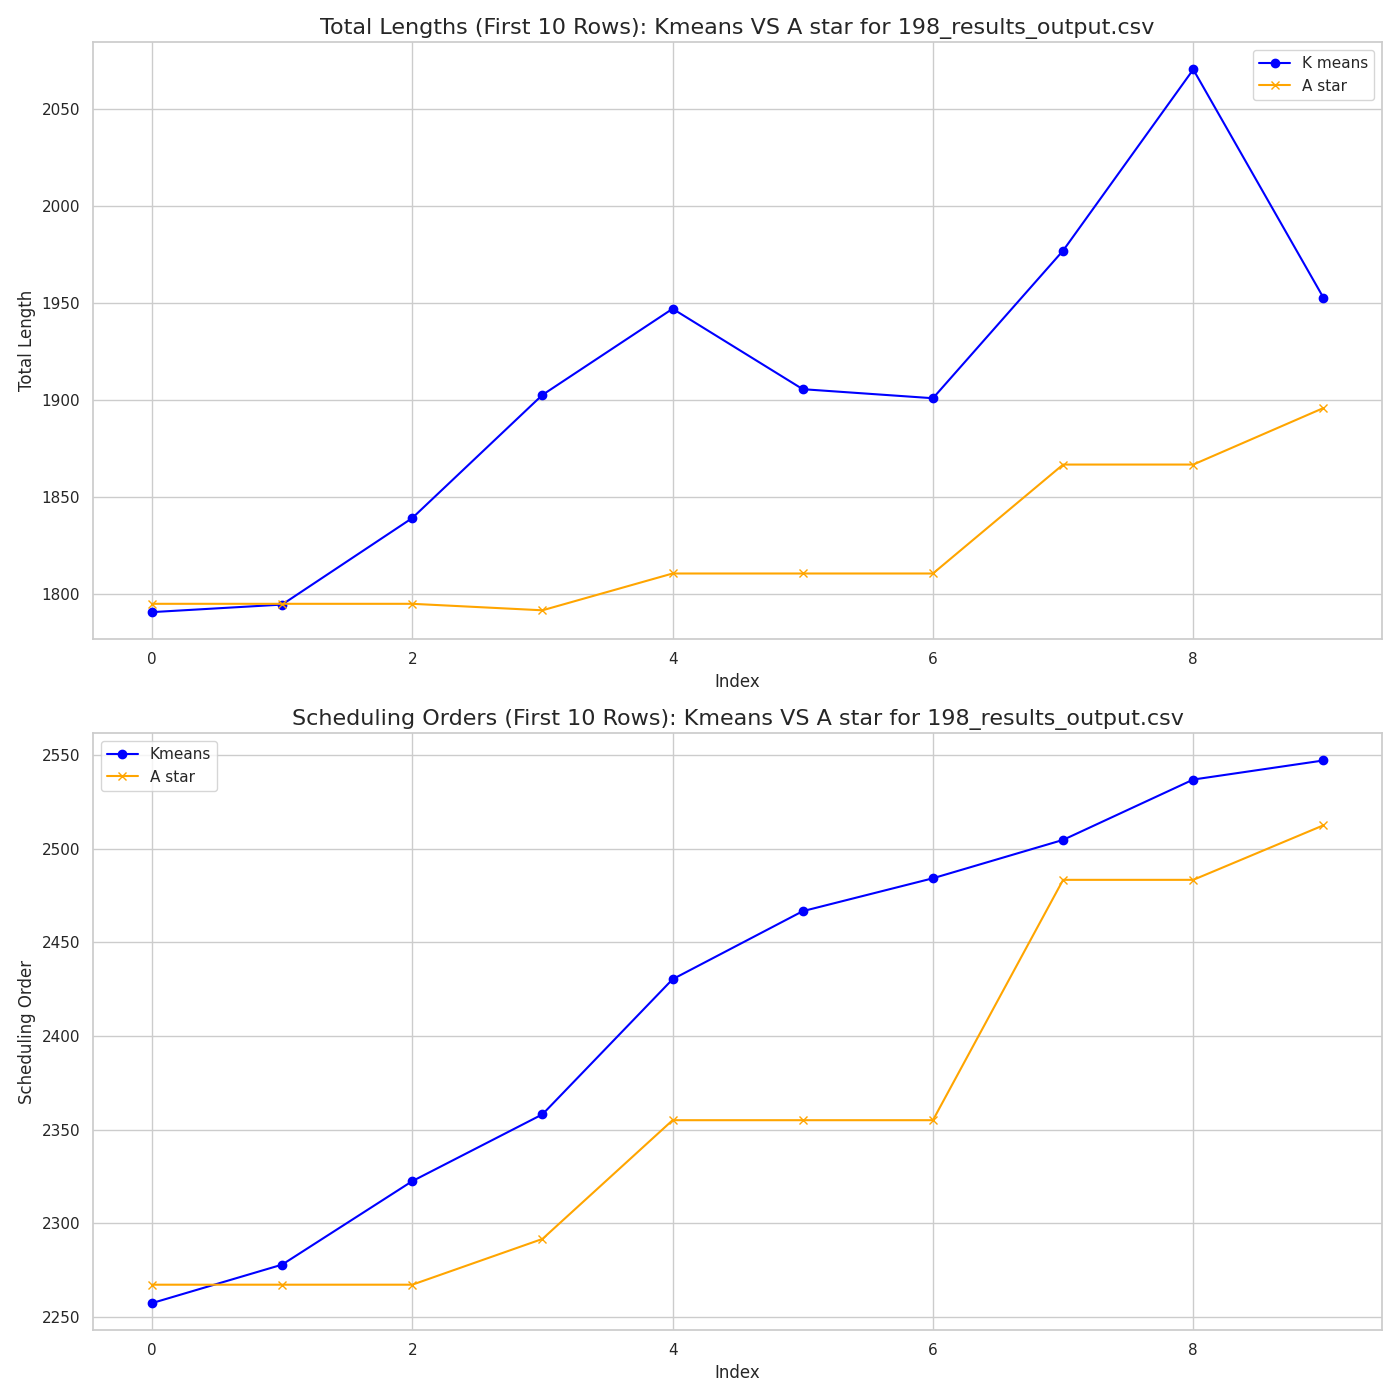 Total Lengths (First 10 Rows): Kmeans VS A star for 198_results_output.csv
K means
A star
2050
2000
1950
1900
1850
1800
Total Length
0 2 4 6 8
Index
Scheduling Orders (First 10 Rows): Kmeans VS A star for 198_results_output.csv
Kmeans
A star
2550
2500
2450
2400
2350
2300
2250
Scheduling Order
0 2 4 6 8
Index